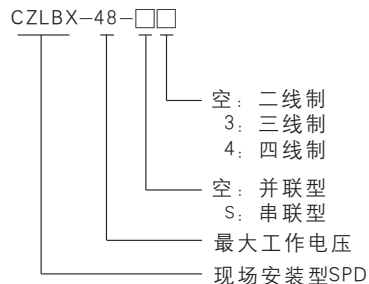 CZLBX-48-□□
空：二线制
3：三线制
4：四线制
空：并联型
S：串联型
最大工作电压
现场安装型SPD